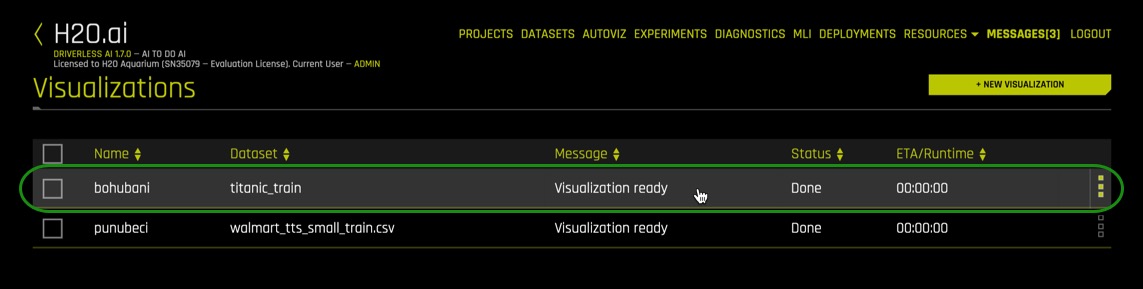 H2O.ai
PROJECTS DATASETS AUTOVIZ EXPERIMENTS DIAGNOSTICS MLI DEPLOYMENTS RESOURCES MESSAGES[3] LOGOUT
DRIVERLESS AI 1.7.0 – AI TO DO AI
Licensed to H2O Aquarium (SN35079 – Evaluation License). Current User – ADMIN
Visualizations
+ NEW VISUALIZATION
Name Dataset Message Status ETA/Runtime
bohubani titanic_train Visualization ready Done 00:00:00
punubeci walmart_tts_small_train.csv Visualization ready Done 00:00:00